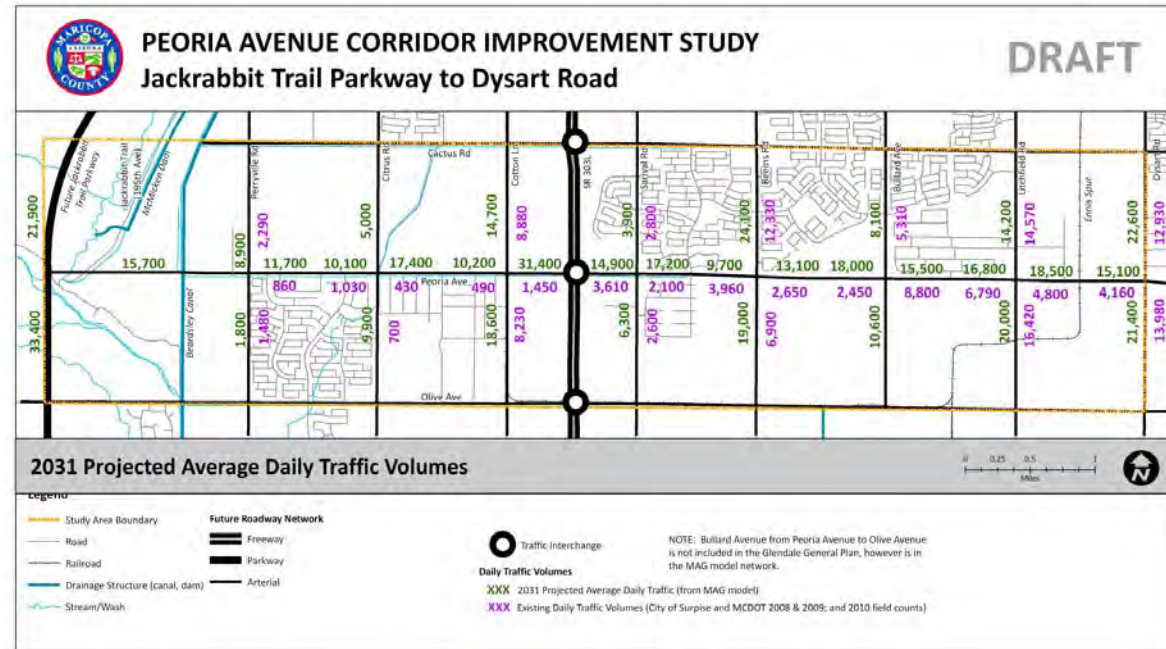 MARICOPA
ARIZONA
COUNTY
PEORIA AVENUE CORRIDOR IMPROVEMENT STUDY
Jackrabbit Trail Parkway to Dysart Road
DRAFT
Future Jackrabbit
Trail Parkway
Jackrabbit Trail
(195th Ave)
McMicken Dam
Beardsley Canal
Perryville Rd
Citrus Rd
Cactus Rd
Cotton Ln
SR 303L
Sarival Rd
Reems Rd
Bullard Ave
Litchfield Rd
Ennis Spur
Dysart Rd
21,900
8,900
2,290
5,000
14,700
8,880
3,900
2,800
24,100
12,330
8,100
5,310
14,200
14,570
22,600
12,930
15,700
11,700
10,100
17,400
10,200
31,400
14,900
17,200
9,700
13,100
18,000
15,500
16,800
18,500
15,100
Peoria Ave.
860
1,030
430
490
1,450
3,610
2,100
3,960
2,650
2,450
8,800
6,790
4,800
4,160
33,400
1,800
1,480
9,900
700
18,600
8,230
6,300
2,600
19,000
6,900
10,600
20,000
16,420
21,400
13,980
Olive Ave
2031 Projected Average Daily Traffic Volumes
0 0.25 0.5 1
Miles
N
Legend
Study Area Boundary
Road
Railroad
Drainage Structure (canal, dam)
Stream/Wash
Future Roadway Network
Freeway
Parkway
Arterial
Traffic Interchange
Daily Traffic Volumes
XXX 2031 Projected Average Daily Traffic (from MAG model)
XXX Existing Daily Traffic Volumes (City of Surpise and MCDOT 2008 & 2009; and 2010 field counts)
NOTE: Bullard Avenue from Peoria Avenue to Olive Avenue
is not included in the Glendale General Plan, however is in
the MAG model network.